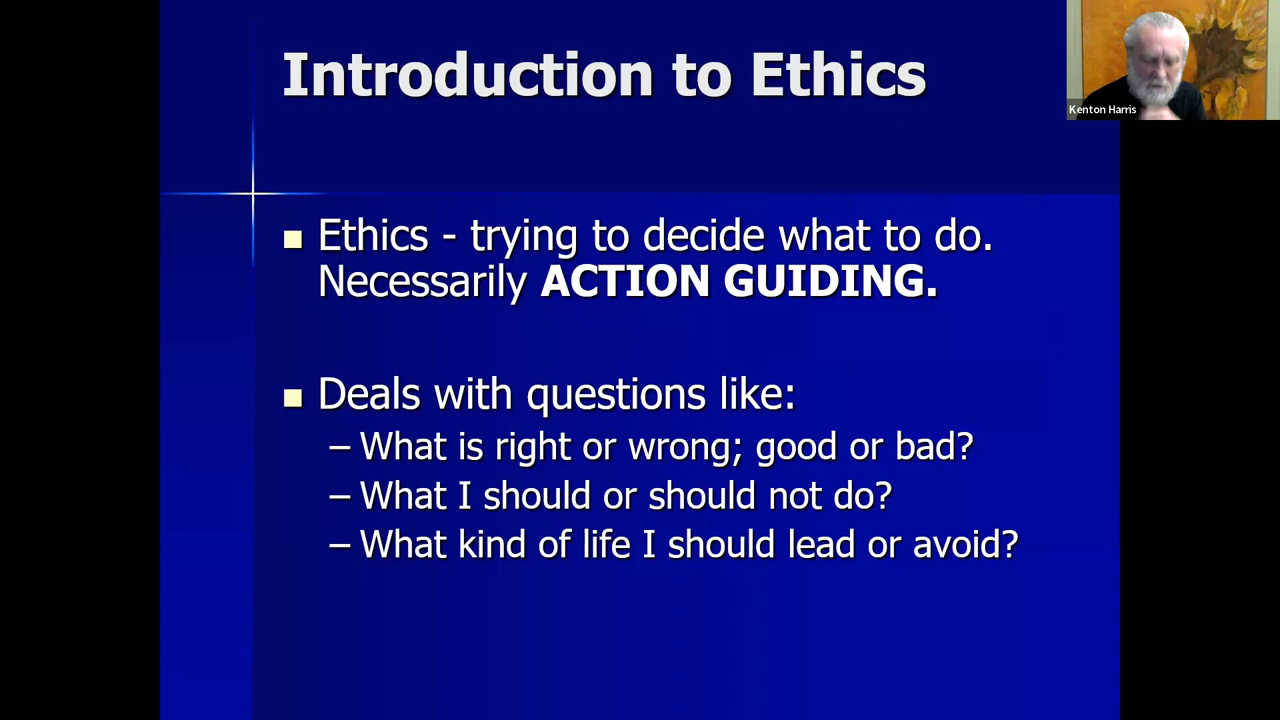 Introduction to Ethics
Kenton Harris
■ Ethics - trying to decide what to do.
Necessarily ACTION GUIDING.
■ Deals with questions like:
– What is right or wrong; good or bad?
– What I should or should not do?
– What kind of life I should lead or avoid?